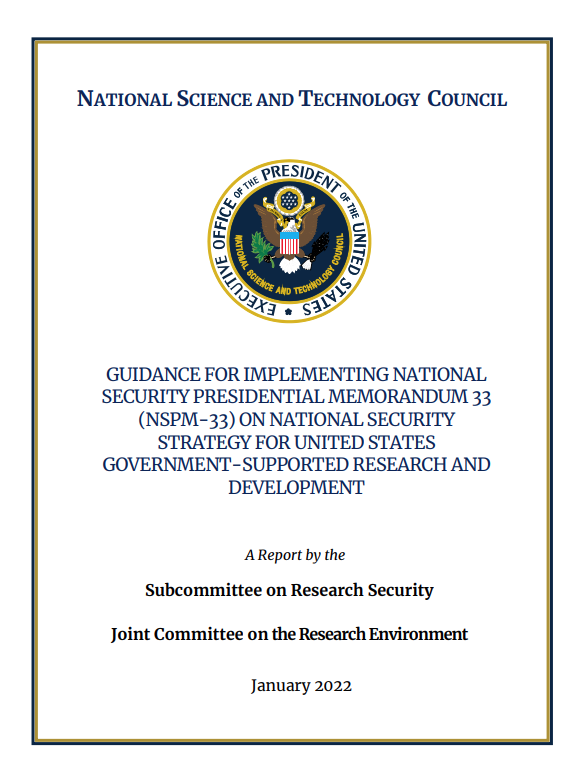 NATIONAL SCIENCE AND TECHNOLOGY COUNCIL
EXECUTIVE OFFICE OF THE PRESIDENT OF THE UNITED STATES
NATIONAL SCIENCE AND TECHNOLOGY COUNCIL
GUIDANCE FOR IMPLEMENTING NATIONAL
SECURITY PRESIDENTIAL MEMORANDUM 33
(NSPM-33) ON NATIONAL SECURITY
STRATEGY FOR UNITED STATES
GOVERNMENT-SUPPORTED RESEARCH AND
DEVELOPMENT
A Report by the
Subcommittee on Research Security
Joint Committee on the Research Environment
January 2022